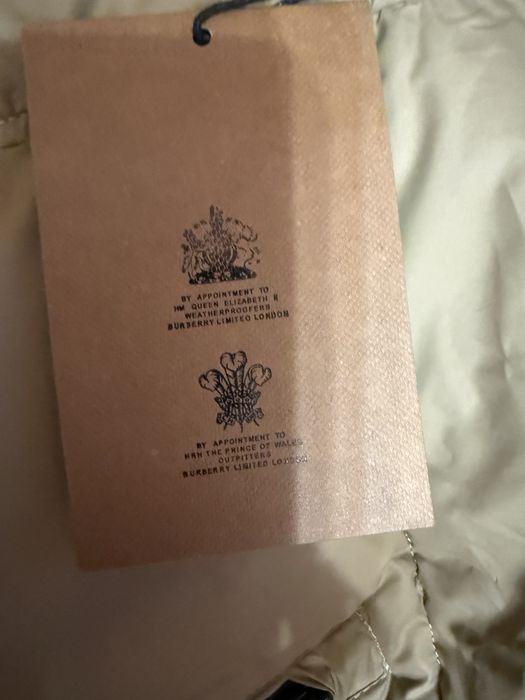 BY APPOINTMENT TO
HM QUEEN ELIZABETH II
WEATHERPROOFERS
BURBERRY LIMITED LONDON
BY APPOINTMENT TO
HRH THE PRINCE OF WALES
OUTFITTERS
BURBERRY LIMITED LONDON